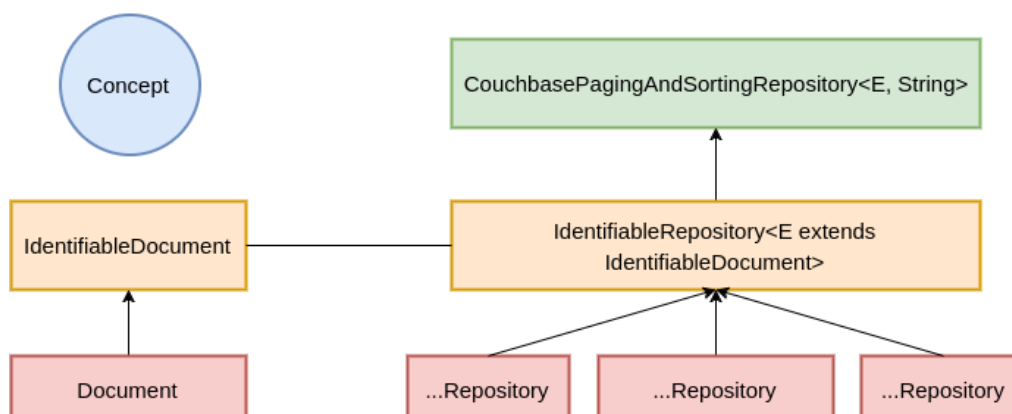 Concept
CouchbasePagingAndSortingRepository<E, String>
IdentifiableDocument
IdentifiableRepository<E extends
IdentifiableDocument>
Document
...Repository
...Repository
...Repository